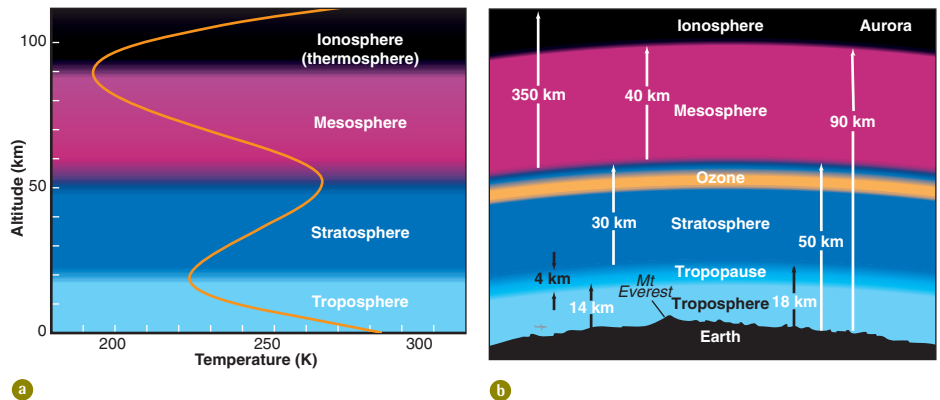 100
50
0
Altitude (km)
Ionosphere
(thermosphere)
Mesosphere
Stratosphere
Troposphere
200
250
300
Temperature (K)
a
Ionosphere
Aurora
350 km
40 km
Mesosphere
90 km
Ozone
30 km
Stratosphere
50 km
4 km
Tropopause
Mt
Everest
14 km
Troposphere
18 km
Earth
b